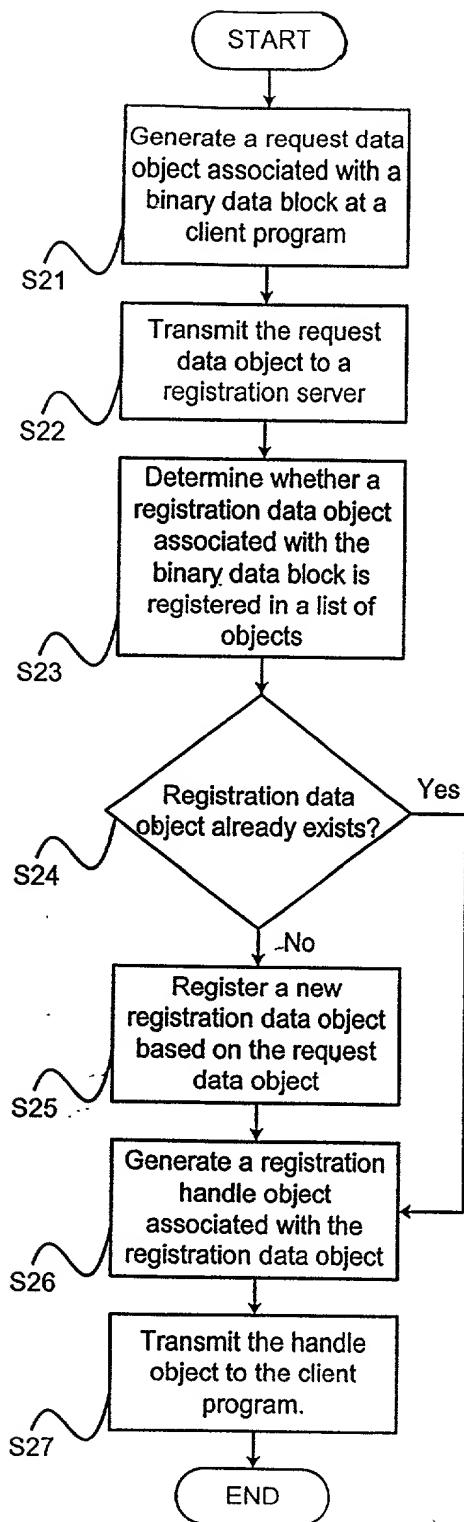 START
Generate a request data
object associated with a
binary data block at a
client program
S21
Transmit the request
data object to a
registration server
S22
Determine whether a
registration data object
associated with the
binary data block is
registered in a list of
objects
S23
Registration data
object already exists?
Yes
S24
No
Register a new
registration data object
based on the request
data object
S25
Generate a registration
handle object
associated with the
registration data object
S26
Transmit the handle
object to the client
program.
S27
END